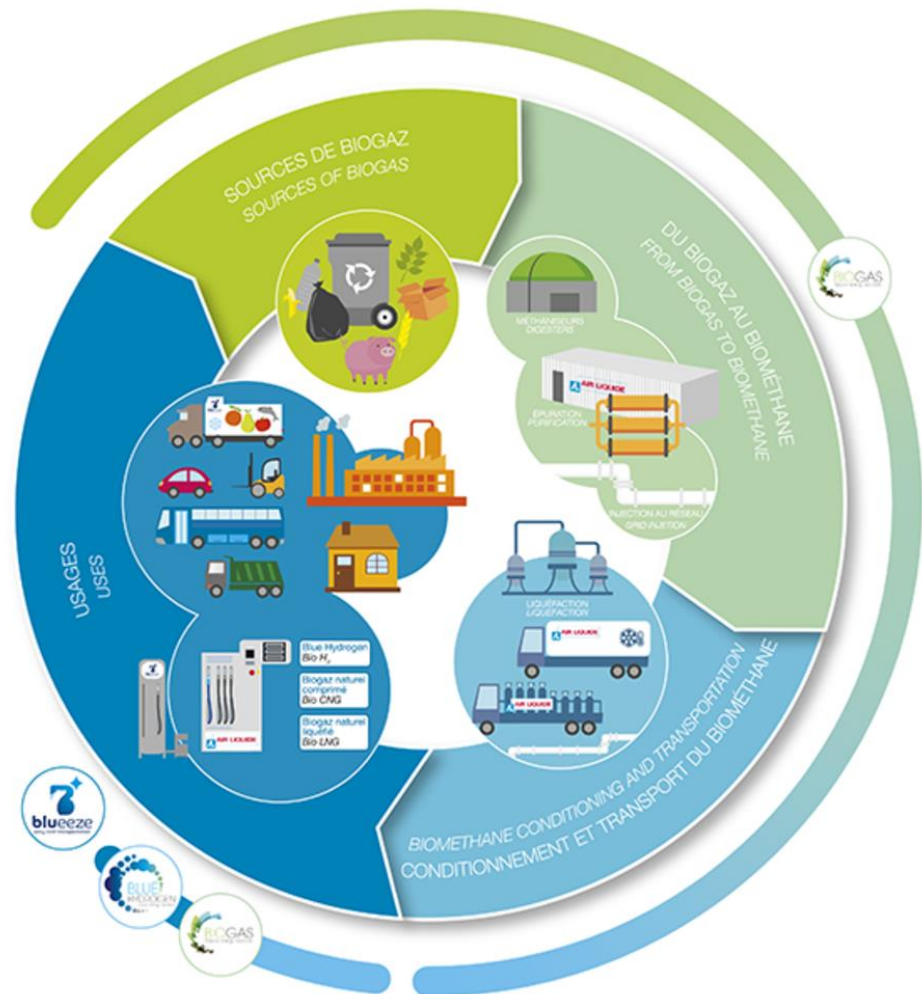 SOURCES DE BIOGAZ
SOURCES OF BIOGAS
DU BIOGAZ AU BIOMÉTHANE
FROM BIOGAS TO BIOMETHANE
BIOGAS
MÉTHANISEURS
DIGESTERS
AIR LIQUIDE
ÉPURATION
PURIFICATION
INJECTION AU RÉSEAU
GRID INJETION
LIQUÉFACTION
LIQUEFACTION
AIR LIQUIDE
AIR LIQUIDE
BIOMETHANE CONDITIONING AND TRANSPORTATION
CONDITIONNEMENT ET TRANSPORT DU BIOMÉTHANE
USAGES
USES
Blue Hydrogen
Bio H₂
Biogaz naturel
comprimé
Bio CNG
Biogaz naturel
liquéfié
Bio LNG
AIR LIQUIDE
blueeze
BLUE
HYDROGEN
BIOGAS